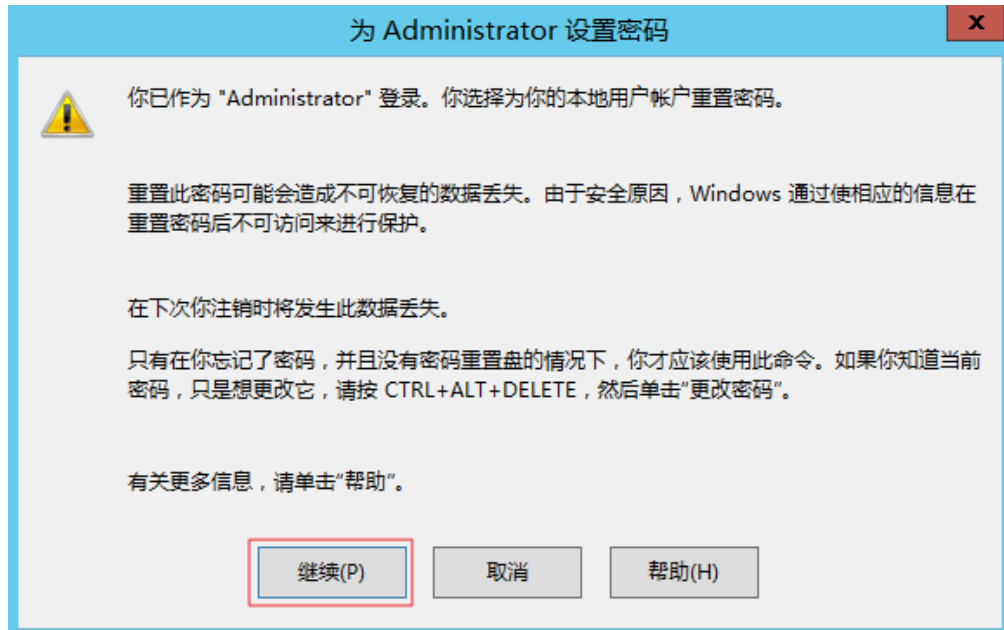 为 Administrator 设置密码
x
你已作为 "Administrator" 登录。你选择为你的本地用户帐户重置密码。
重置此密码可能会造成不可恢复的数据丢失。由于安全原因，Windows 通过使相应的信息在
重置密码后不可访问来进行保护。
在下次你注销时将发生此数据丢失。
只有在你忘记了密码，并且没有密码重置盘的情况下，你才应该使用此命令。如果你知道当前
密码，只是想更改它，请按 CTRL+ALT+DELETE，然后单击“更改密码”。
有关更多信息，请单击“帮助”。
继续(P) 取消 帮助(H)